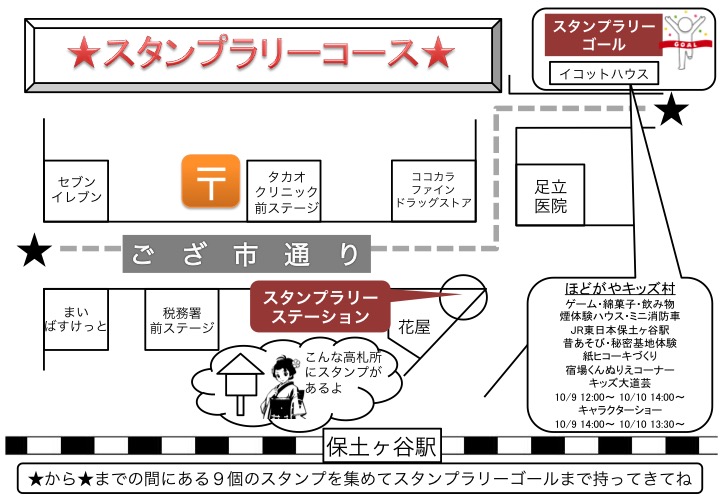 ★スタンプラリーコース★
スタンプラリー
ゴール
GOAL
イコットハウス
セブン
イレブン
〒
タカオ
クリニック
前ステージ
ココカラ
ファイン
ドラッグストア
足立
医院
ござ市通り
まい
ばすけっと
税務署
前ステージ
スタンプラリー
ステーション
花屋
こんな高札所
にスタンプが
あるよ
ほどがやキッズ村
ゲーム・綿菓子・飲み物
煙体験ハウス・ミニ消防車
JR東日本保土ヶ谷駅
昔あそび・秘密基地体験
紙ヒコーキづくり
宿場くんぬりえコーナー
キッズ大道芸
10/9 12:00～ 10/10 14:00～
キャラクターショー
10/9 14:00～ 10/10 13:30～
保土ヶ谷駅
★から★までの間にある９個のスタンプを集めてスタンプラリーゴールまで持ってきてね